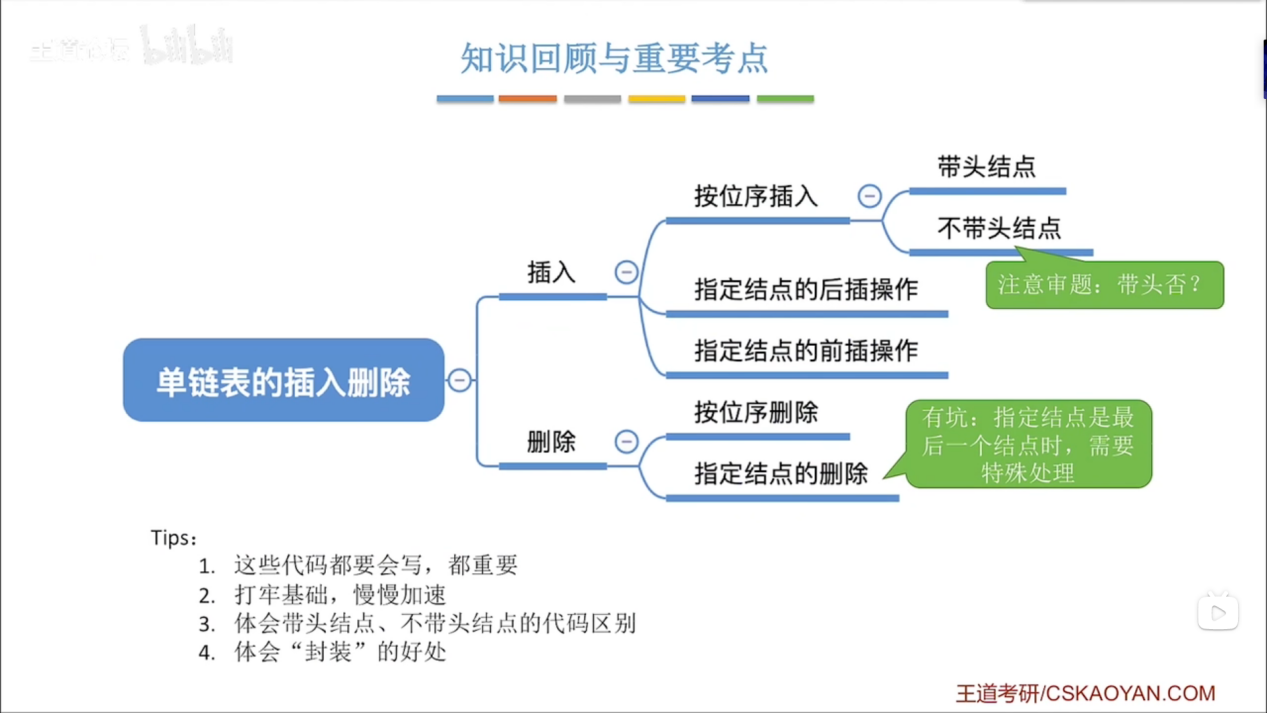 知识回顾与重要考点
带头结点
按位序插入
不带头结点
插入
注意审题：带头否？
指定结点的后插操作
指定结点的前插操作
单链表的插入删除
按位序删除
有坑：指定结点是最
后一个结点时，需要
特殊处理
删除
指定结点的删除
Tips：
1. 这些代码都要会写，都重要
2. 打牢基础，慢慢加速
3. 体会带头结点、不带头结点的代码区别
4. 体会“封装”的好处
王道考研/CSKAOYAN.COM